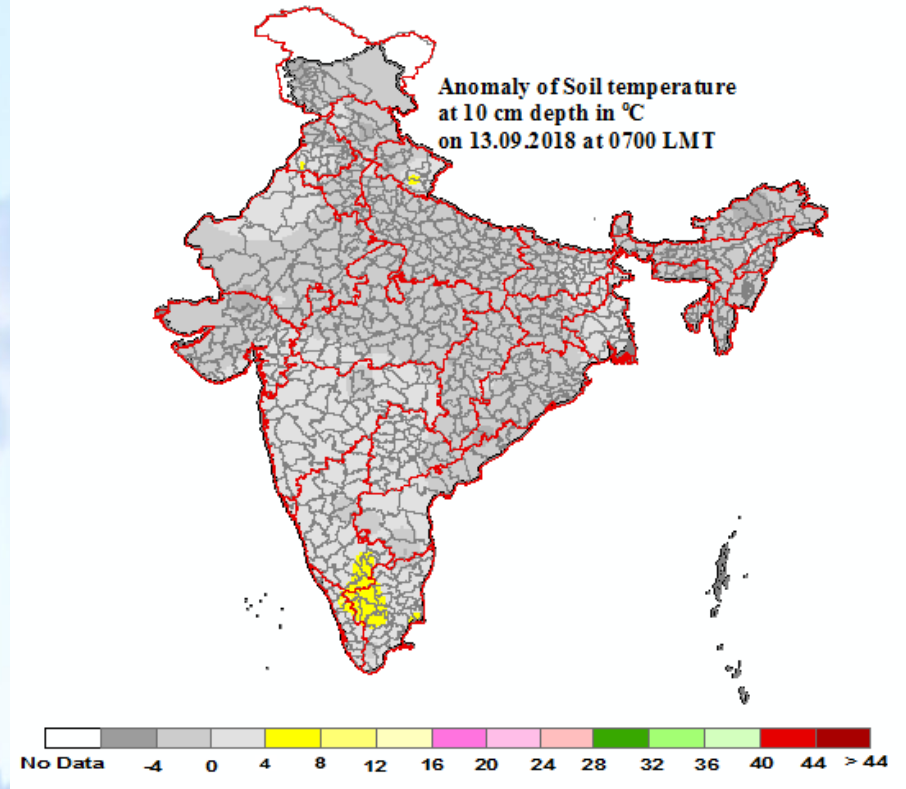 Anomaly of Soil temperature
at 10 cm depth in ⁰C
on 13.09.2018 at 0700 LMT
No Data -4 0 4 8 12 16 20 24 28 32 36 40 44 > 44